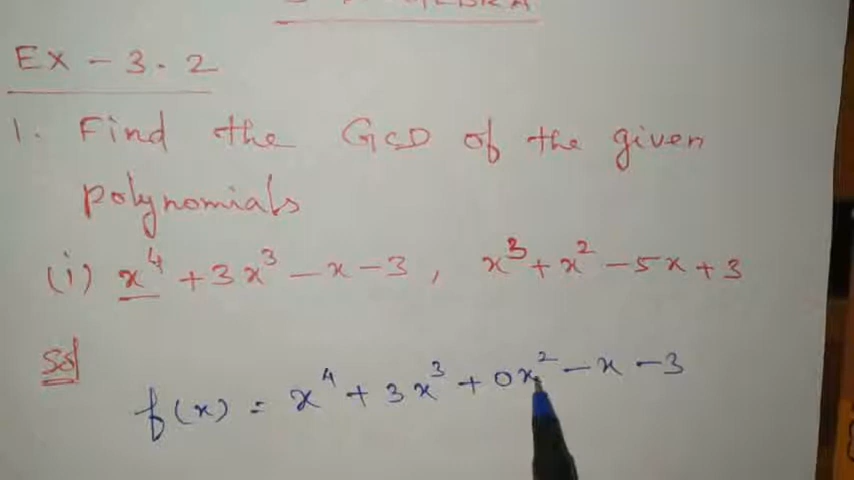 EX - 3.2
1. Find the GCD of the given
polynomials
(i) x⁴ + 3x³ - x - 3 , x³ + x² - 5x + 3
Sol
f(x) = x⁴ + 3x³ + 0x² - x - 3